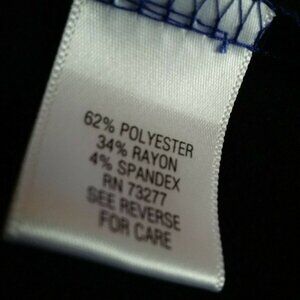 62% POLYESTER
34% RAYON
4% SPANDEX
RN 73277
SEE REVERSE
FOR CARE